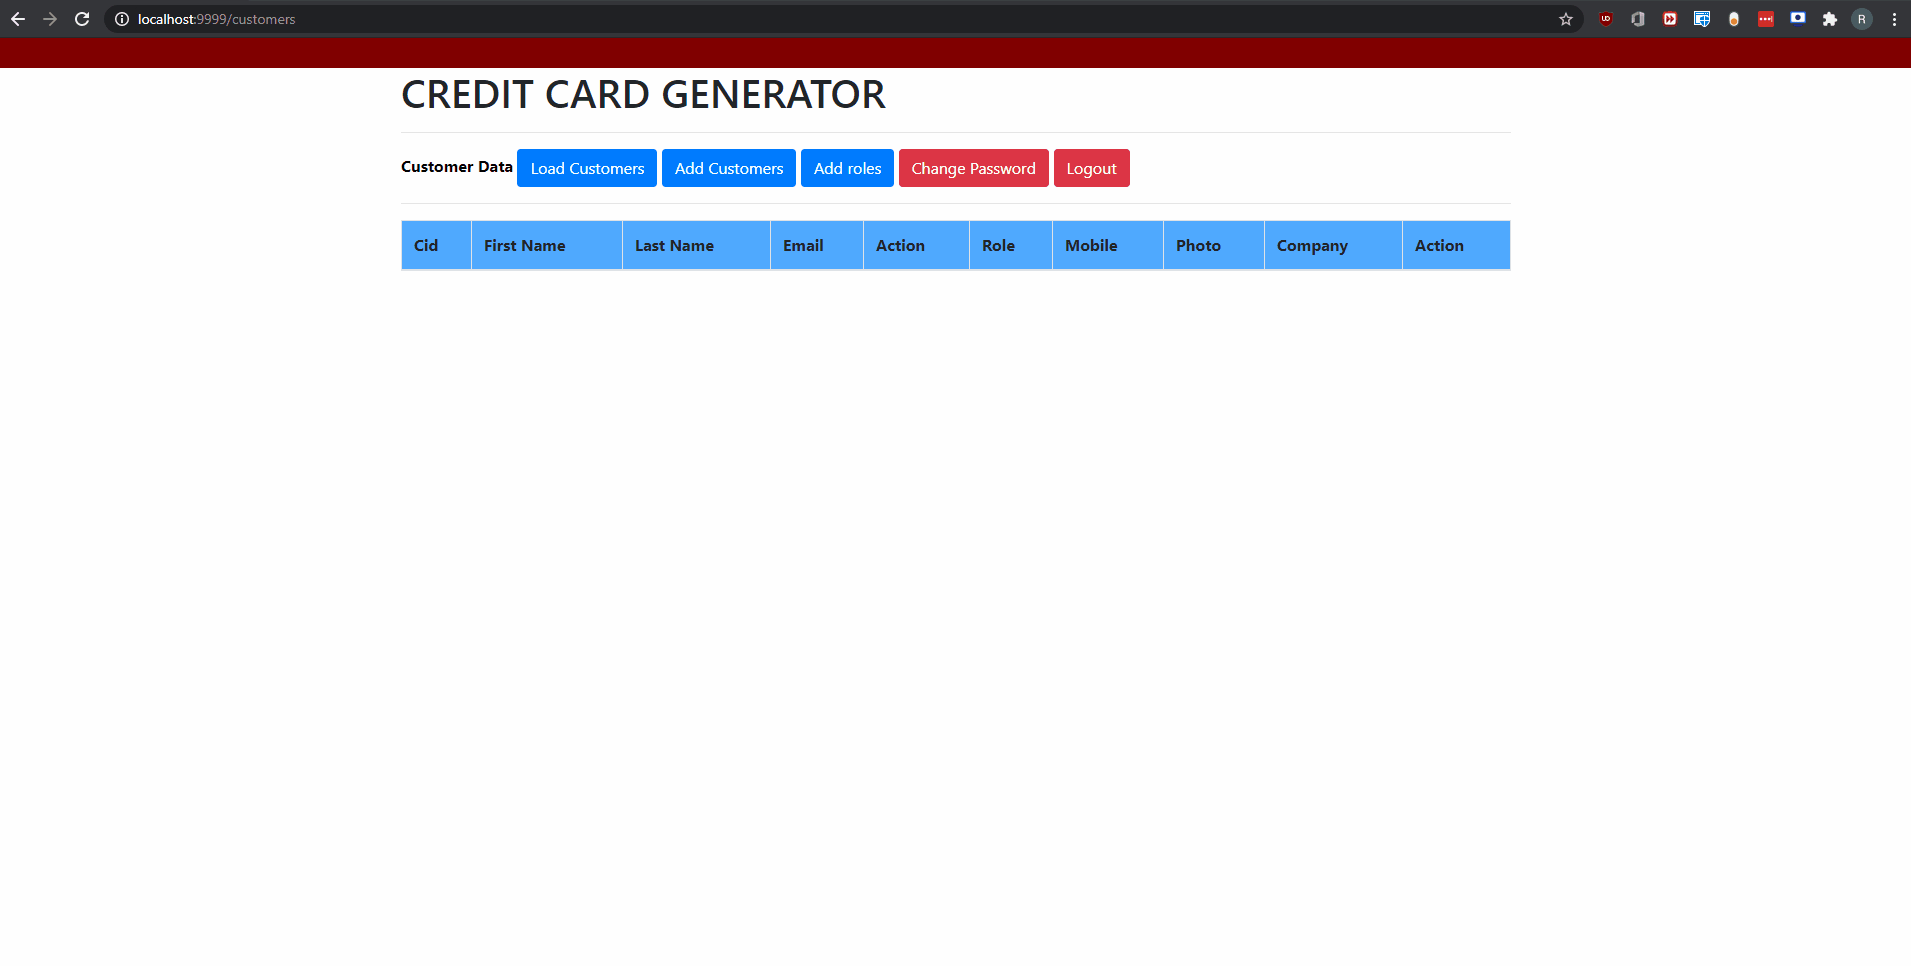 localhost:9999/customers
R
CREDIT CARD GENERATOR
Customer Data Load Customers Add Customers Add roles Change Password Logout
Cid First Name Last Name Email Action Role Mobile Photo Company Action